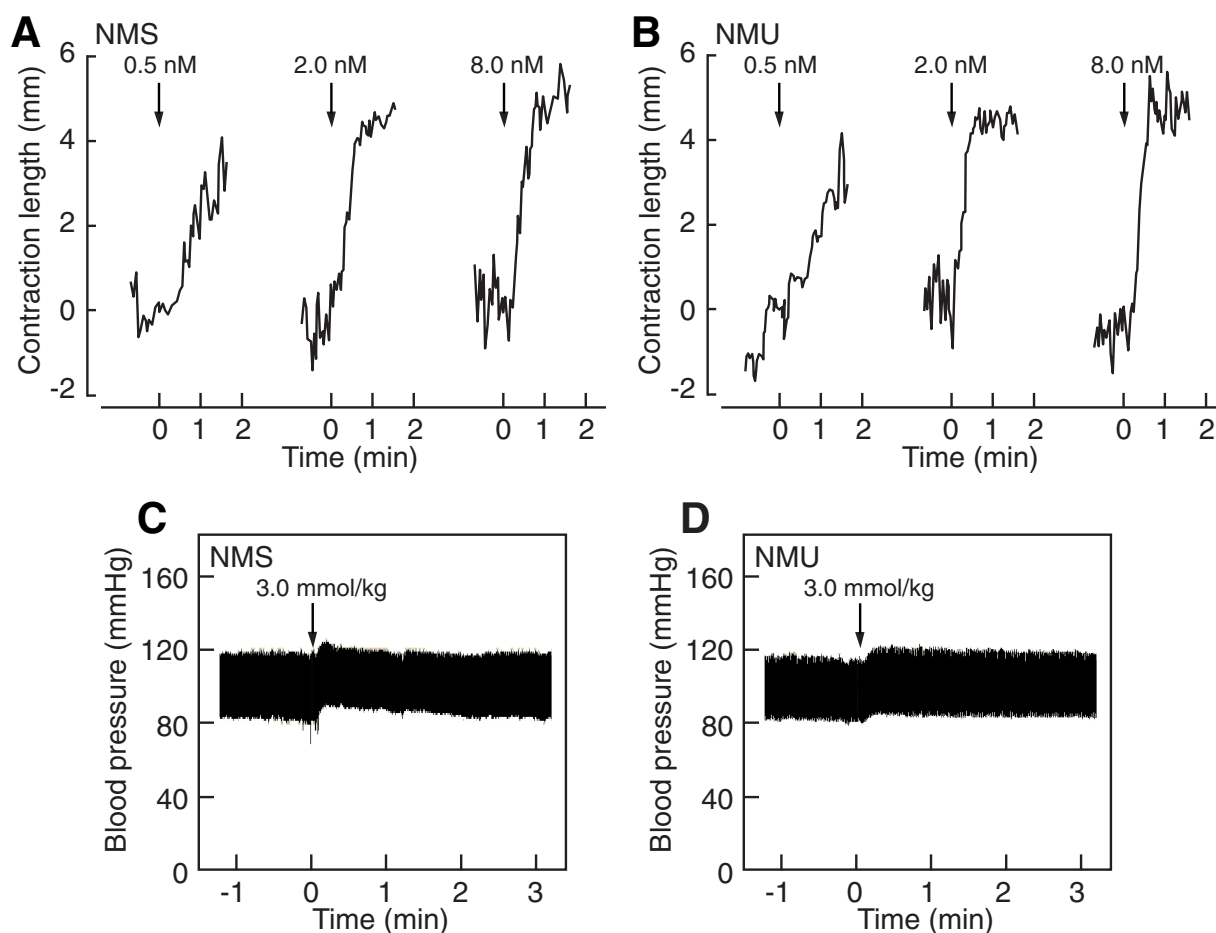 A
NMS
0.5 nM
2.0 nM
8.0 nM
Contraction length (mm)
6
4
2
0
-2
0 1 2
0 1 2
0 1 2
Time (min)
B
NMU
0.5 nM
2.0 nM
8.0 nM
Contraction length (mm)
6
4
2
0
-2
0 1 2
0 1 2
0 1 2
Time (min)
C
NMS
3.0 mmol/kg
Blood pressure (mmHg)
160
120
80
40
0
-1 0 1 2 3
Time (min)
D
NMU
3.0 mmol/kg
Blood pressure (mmHg)
160
120
80
40
0
-1 0 1 2 3
Time (min)